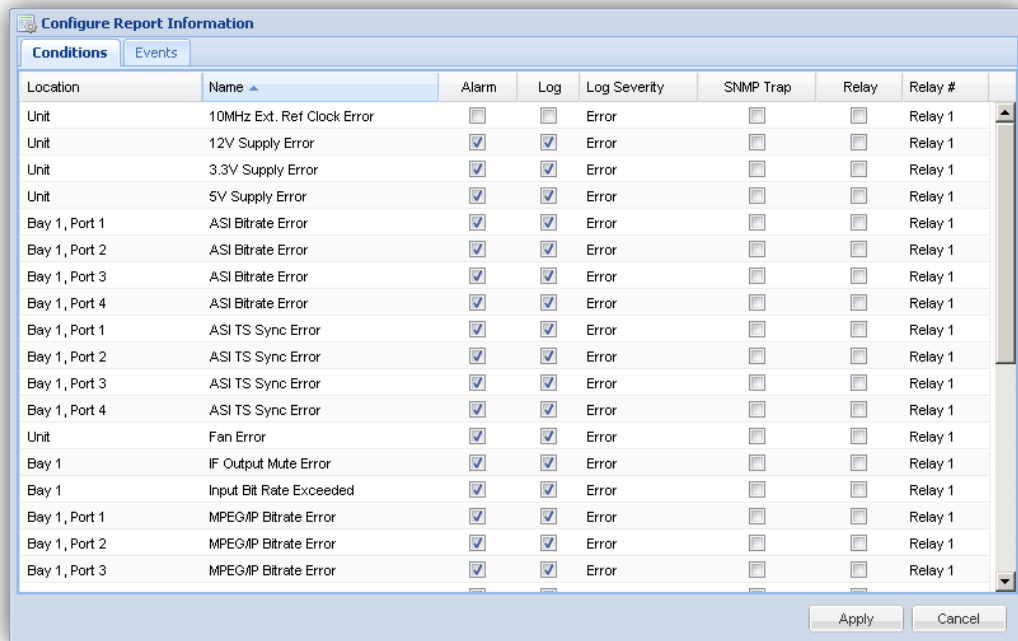 Configure Report Information
Conditions Events
Location Name Alarm Log Log Severity SNMP Trap Relay Relay #
Unit 10MHz Ext. Ref Clock Error Error Relay 1
Unit 12V Supply Error Error Relay 1
Unit 3.3V Supply Error Error Relay 1
Unit 5V Supply Error Error Relay 1
Bay 1, Port 1 ASI Bitrate Error Error Relay 1
Bay 1, Port 2 ASI Bitrate Error Error Relay 1
Bay 1, Port 3 ASI Bitrate Error Error Relay 1
Bay 1, Port 4 ASI Bitrate Error Error Relay 1
Bay 1, Port 1 ASI TS Sync Error Error Relay 1
Bay 1, Port 2 ASI TS Sync Error Error Relay 1
Bay 1, Port 3 ASI TS Sync Error Error Relay 1
Bay 1, Port 4 ASI TS Sync Error Error Relay 1
Unit Fan Error Error Relay 1
Bay 1 IF Output Mute Error Error Relay 1
Bay 1 Input Bit Rate Exceeded Error Relay 1
Bay 1, Port 1 MPEG/IP Bitrate Error Error Relay 1
Bay 1, Port 2 MPEG/IP Bitrate Error Error Relay 1
Bay 1, Port 3 MPEG/IP Bitrate Error Error Relay 1
Apply Cancel